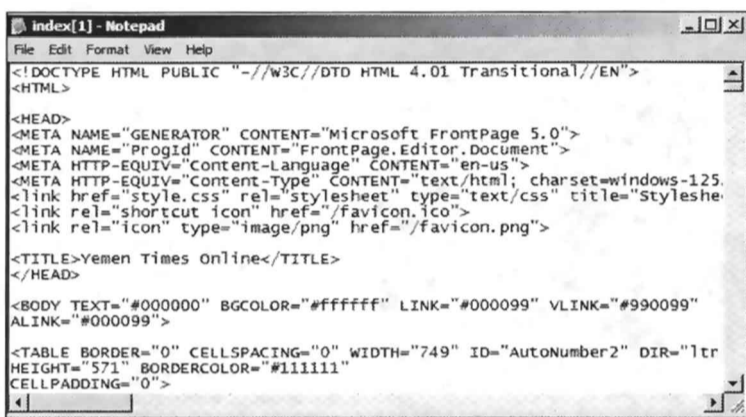 index[1] - Notepad
File Edit Format View Help
<!DOCTYPE HTML PUBLIC "-//W3C//DTD HTML 4.01 Transitional//EN">
<HTML>
<HEAD>
<META NAME="GENERATOR" CONTENT="Microsoft FrontPage 5.0">
<META NAME="ProgId" CONTENT="FrontPage.Editor.Document">
<META HTTP-EQUIV="Content-Language" CONTENT="en-us">
<META HTTP-EQUIV="Content-Type" CONTENT="text/html; charset=windows-125.
<link href="style.css" rel="stylesheet" type="text/css" title="Styleshe
<link rel="shortcut icon" href="/favicon.ico">
<link rel="icon" type="image/png" href="/favicon.png">
<TITLE>Yemen Times Online</TITLE>
</HEAD>
<BODY TEXT="#000000" BGCOLOR="#ffffff" LINK="#000099" VLINK="#990099"
ALINK="#000099">
<TABLE BORDER="0" CELLSPACING="0" WIDTH="749" ID="AutoNumber2" DIR="ltr
HEIGHT="571" BORDERCOLOR="#111111"
CELLPADDING="0">